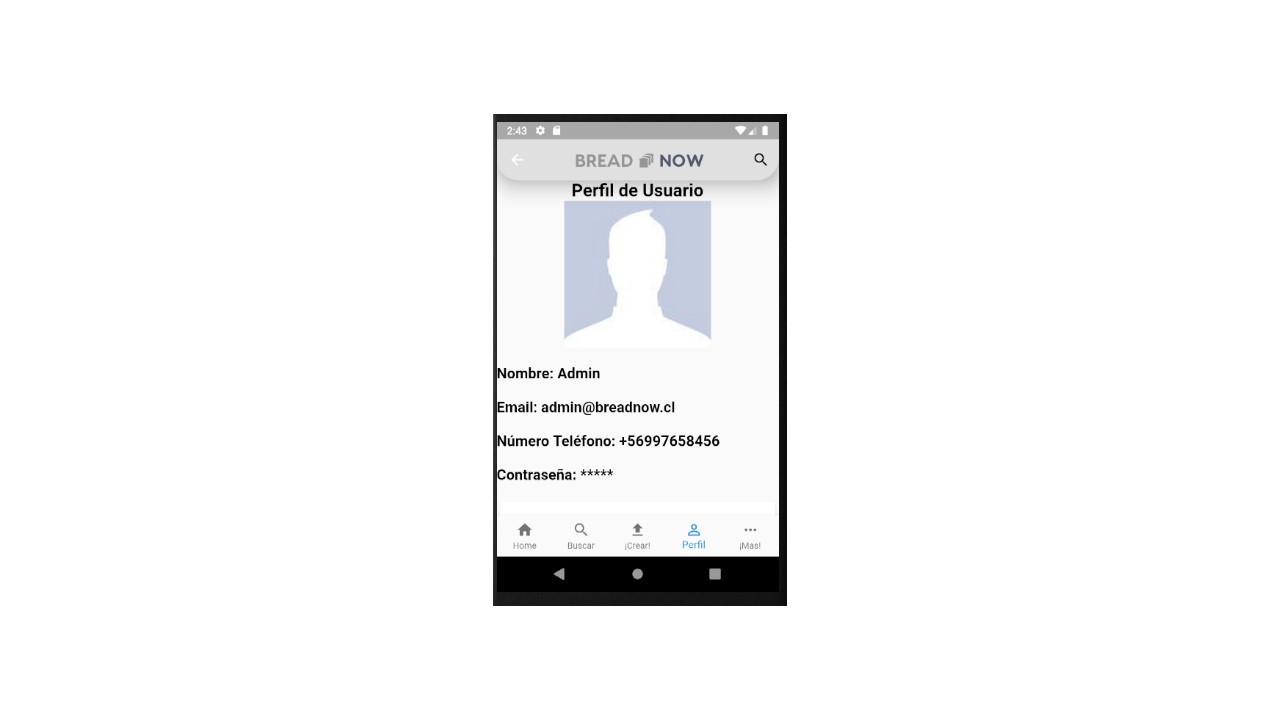 2:43
BREAD NOW
Perfil de Usuario
Nombre: Admin
Email: admin@breadnow.cl
Número Teléfono: +56997658456
Contraseña: *****
Home Buscar ¡Crear! Perfil ¡Mas!